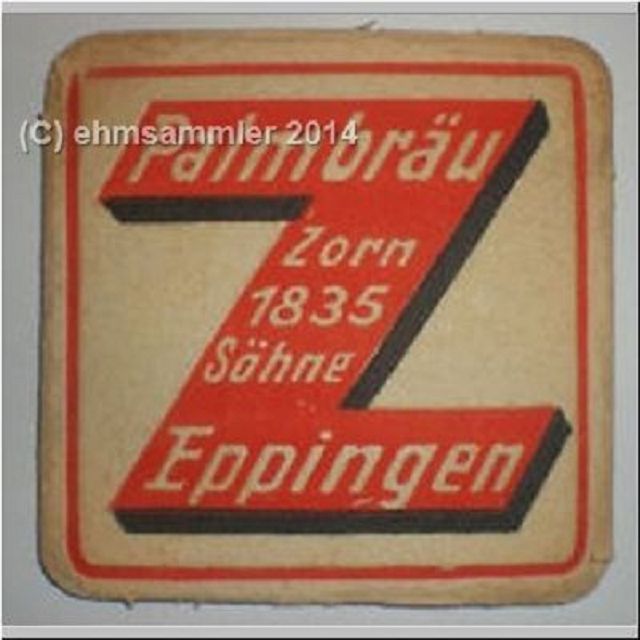 (C) ehmsammler 2014
Palmbräu
Zorn
1835
Söhne
Eppingen